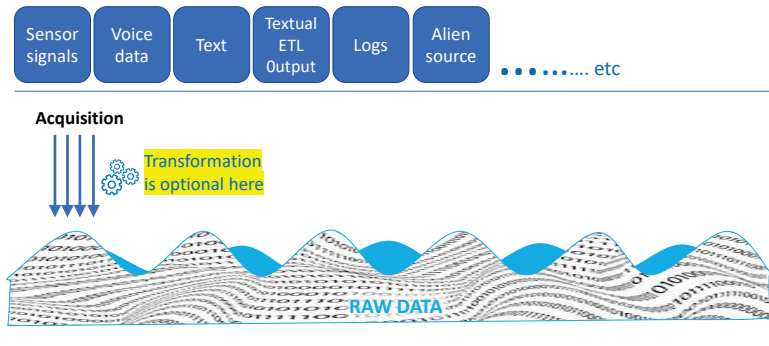 Sensor
signals
Voice
data
Text
Textual
ETL
0utput
Logs
Alien
source
.......... etc
Acquisition
Transformation
is optional here
RAW DATA